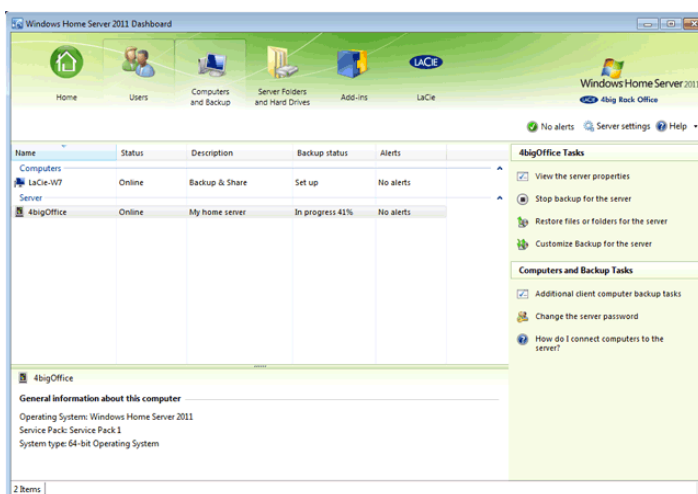 Windows Home Server 2011 Dashboard
Home
Users
Computers
and Backup
Server Folders
and Hard Drives
Add-ins
LACIE
LaCie
Windows Home Server 2011
LACIE 4big Rack Office
No alerts Server settings Help
Name Status Description Backup status Alerts
Computers
LaCie-W7 Online Backup & Share Set up No alerts
Server
4bigOffice Online My home server In progress 41% No alerts
4bigOffice Tasks
View the server properties
Stop backup for the server
Restore files or folders for the server
Customize Backup for the server
Computers and Backup Tasks
Additional client computer backup tasks
Change the server password
How do I connect computers to the
server?
4bigOffice
General information about this computer
Operating System: Windows Home Server 2011
Service Pack: Service Pack 1
System type: 64-bit Operating System
2 Items